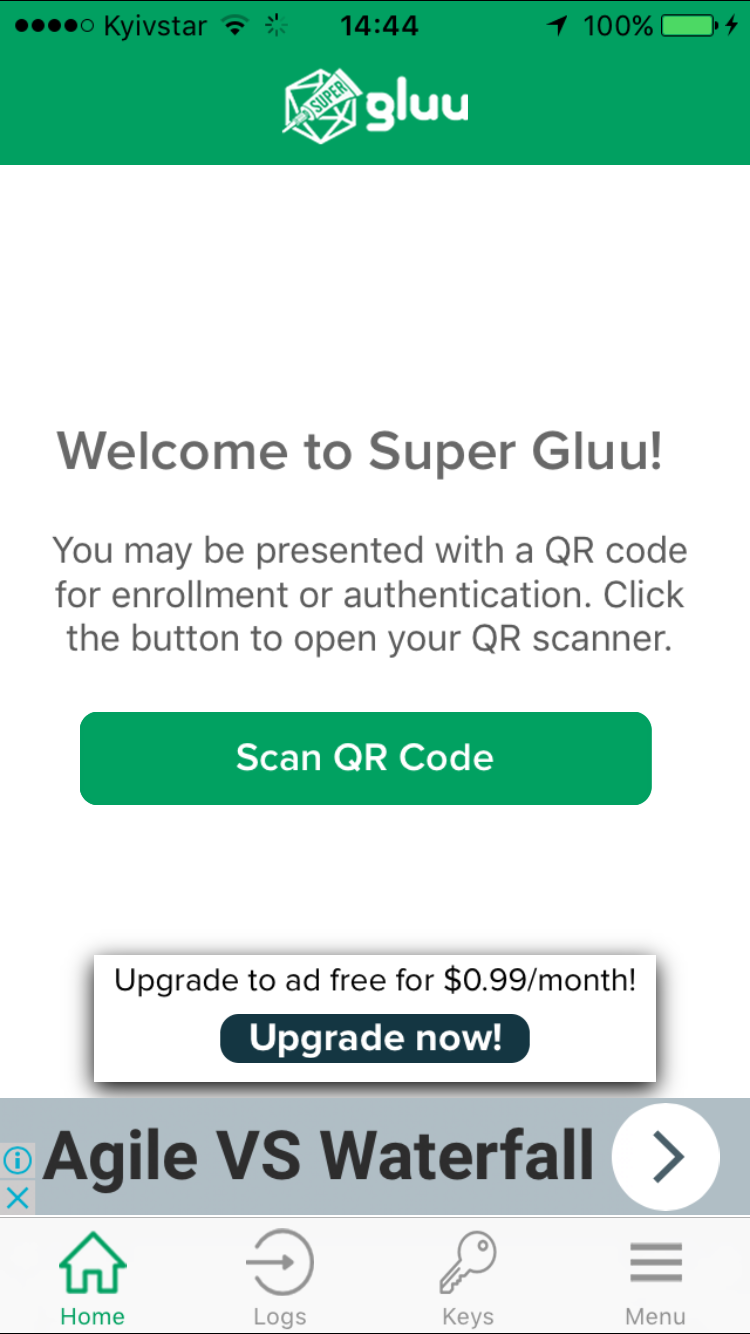 Kyivstar 14:44 100%
SUPER gluu
Welcome to Super Gluu!
You may be presented with a QR code
for enrollment or authentication. Click
the button to open your QR scanner.
Scan QR Code
Upgrade to ad free for $0.99/month!
Upgrade now!
Agile VS Waterfall
Home Logs Keys Menu